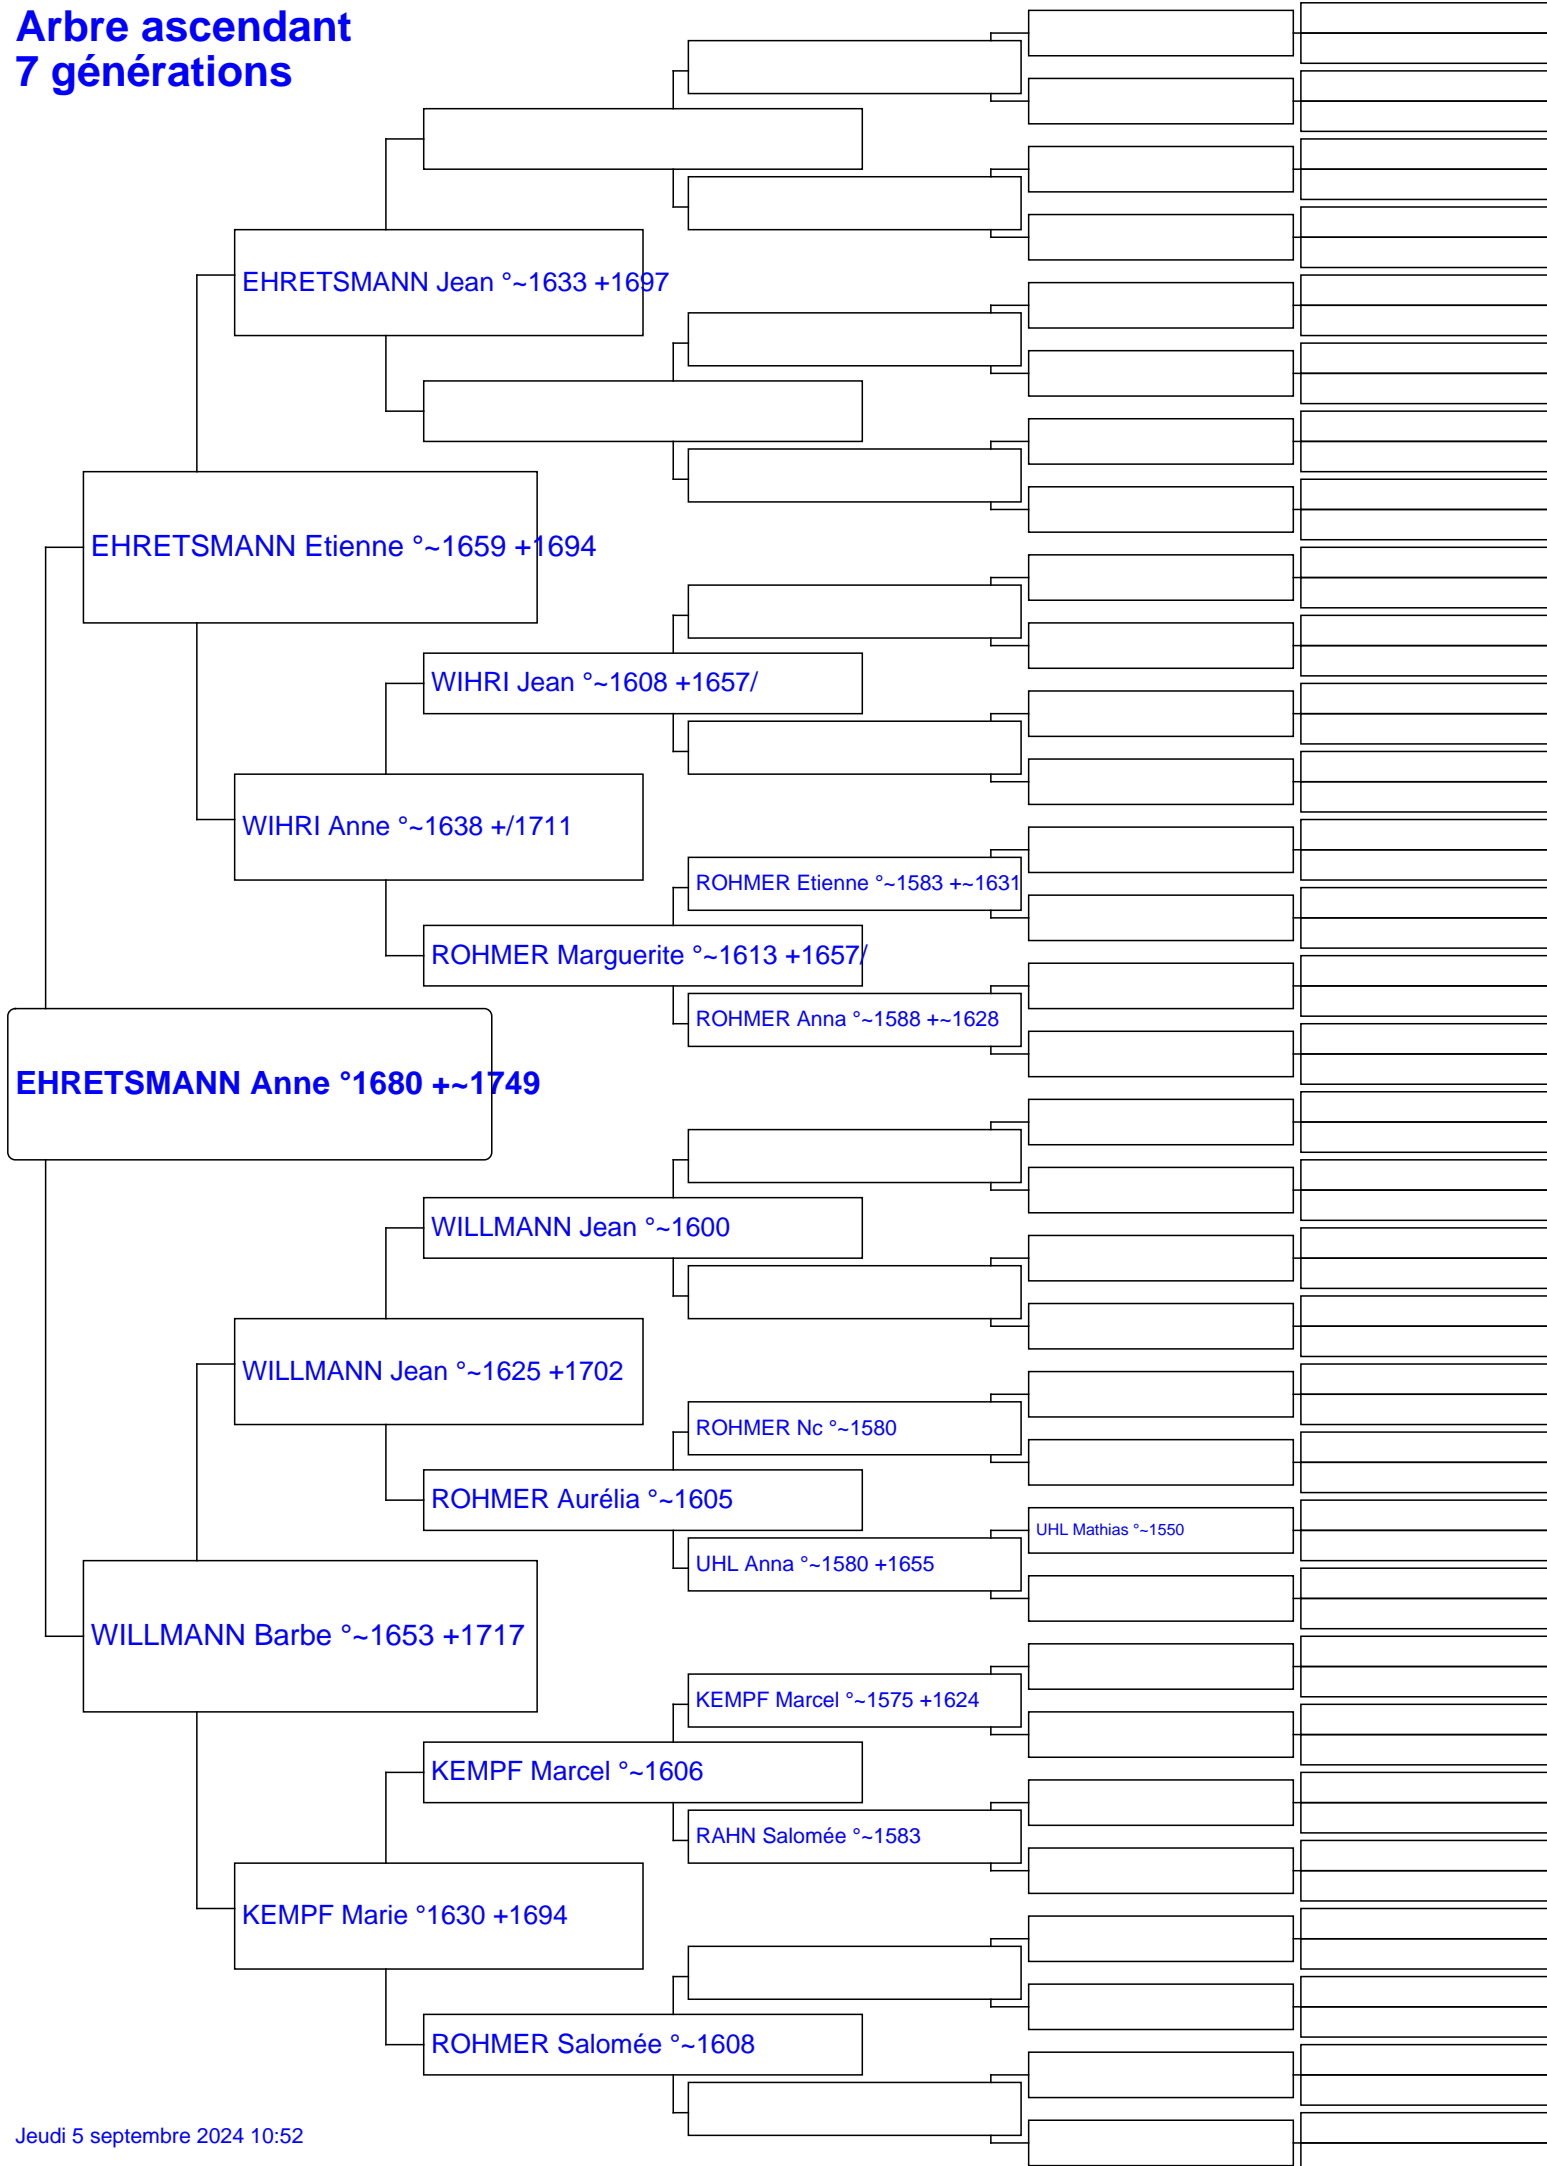 Arbre ascendant
7 générations
EHRETSMANN Jean °~1633 +1697
EHRETSMANN Etienne °~1659 +1694
WIHRI Jean °~1608 +1657/
WIHRI Anne °~1638 +/1711
ROHMER Etienne °~1583 +~1631
ROHMER Marguerite °~1613 +1657/
ROHMER Anna °~1588 +~1628
EHRETSMANN Anne °1680 +~1749
WILLMANN Jean °~1600
WILLMANN Jean °~1625 +1702
ROHMER Nc °~1580
ROHMER Aurélia °~1605
UHL Mathias °~1550
UHL Anna °~1580 +1655
WILLMANN Barbe °~1653 +1717
KEMPF Marcel °~1575 +1624
KEMPF Marcel °~1606
RAHN Salomée °~1583
KEMPF Marie °1630 +1694
ROHMER Salomée °~1608
Jeudi 5 septembre 2024 10:52